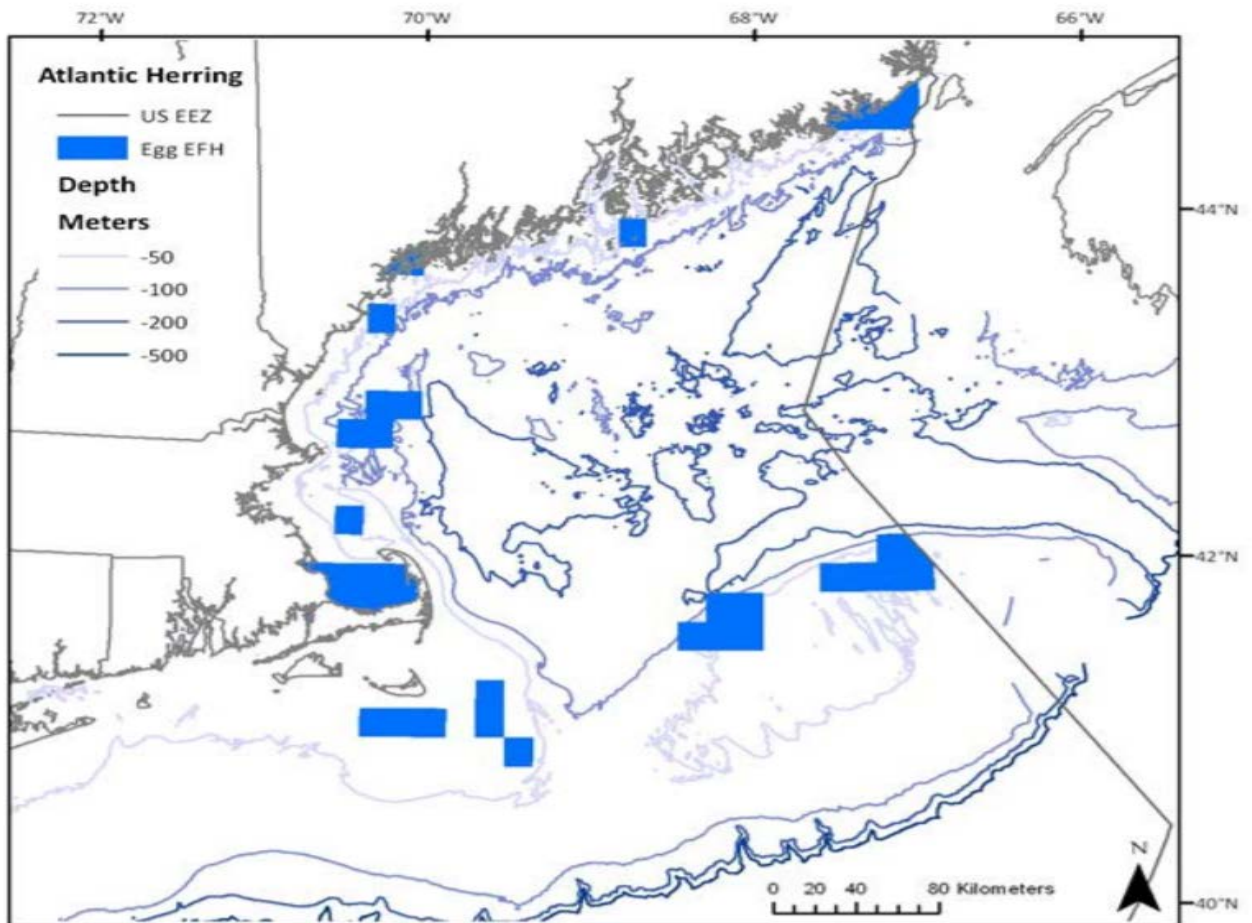 72°W 70°W 68°W 66°W
Atlantic Herring
US EEZ
Egg EFH
Depth
Meters
-50
-100
-200
-500
44°N
42°N
40°N
N
0 20 40 80 Kilometers